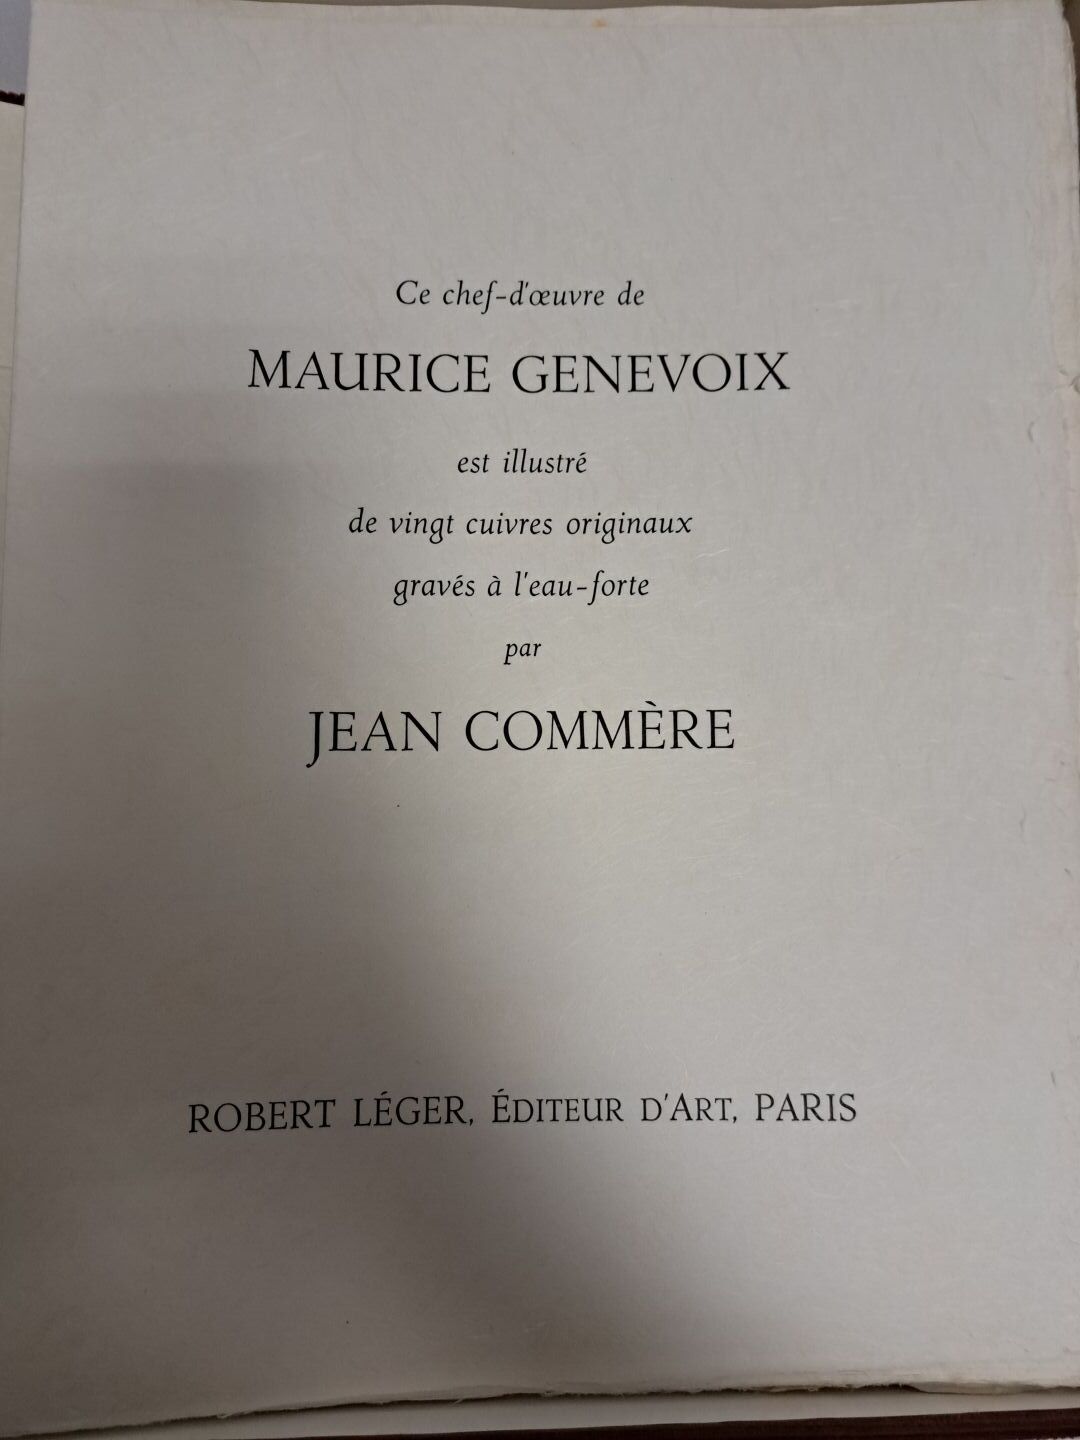 Ce chef-d'œuvre de
MAURICE GENEVOIX
est illustré
de vingt cuivres originaux
gravés à l'eau-forte
par
JEAN COMMÈRE
ROBERT LÉGER, ÉDITEUR D'ART, PARIS